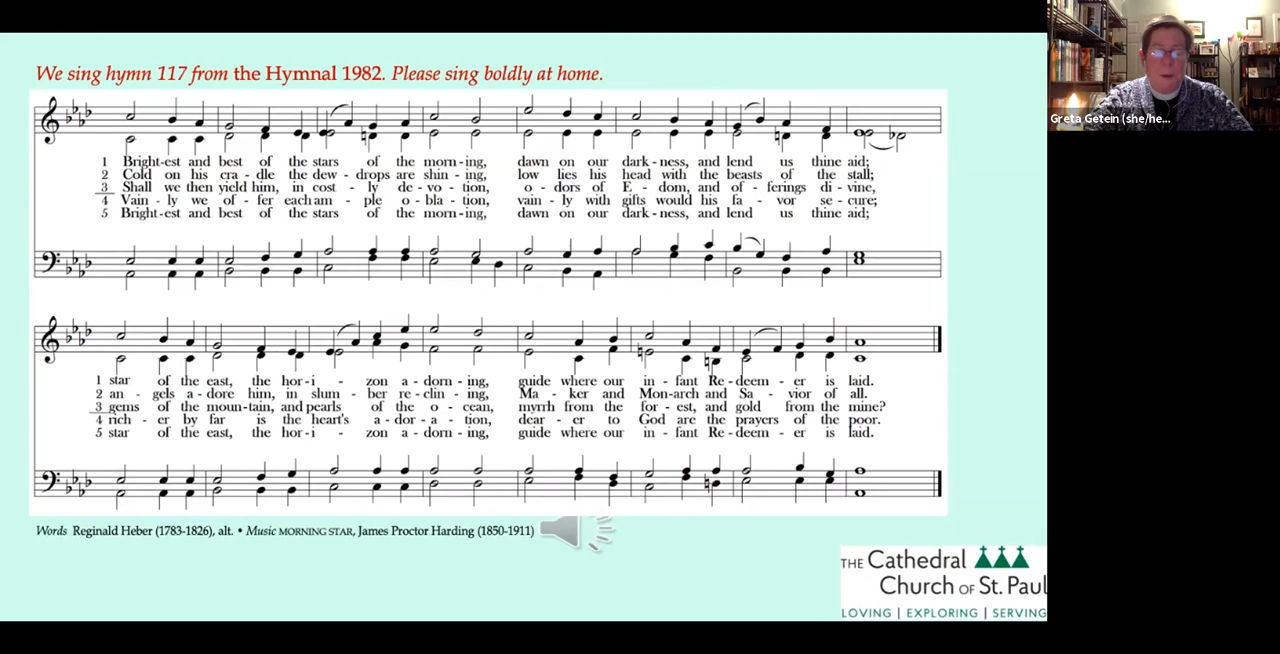 We sing hymn 117 from the Hymnal 1982. Please sing boldly at home.
Greta Getein (she/he...
1 Bright-est and best of the stars of the morn-ing, dawn on our dark-ness, and lend us thine aid;
2 Cold on his cra-dle the dew-drops are shin-ing, low lies his head with the beasts of the stall;
3 Shall we then yield him, in cost-ly de-vo-tion, o-dors of E-dom, and of-ferings di-vine,
4 Vain-ly we of-fer each am-ple ob-la-tion, vain-ly with gifts would his fa-vor se-cure;
5 Bright-est and best of the stars of the morn-ing, dawn on our dark-ness, and lend us thine aid;
1 star of the east, the hor-i-zon a-dorn-ing, guide where our in-fant Re-deem-er is laid.
2 an-gels a-dore him, in slum-ber re-clin-ing, Ma-ker and Mon-arch and Sa-vior of all.
3 gems of the moun-tain, and pearls of the o-cean, myrrh from the for-est, and gold from the mine?
4 rich-er by far is the heart's a-dor-a-tion, dear-er to God are the prayers of the poor.
5 star of the east, the hor-i-zon a-dorn-ing, guide where our in-fant Re-deem-er is laid.
Words Reginald Heber (1783-1826), alt. • Music MORNING STAR, James Proctor Harding (1850-1911)
THE Cathedral
Church OF St. Paul
LOVING | EXPLORING | SERVING